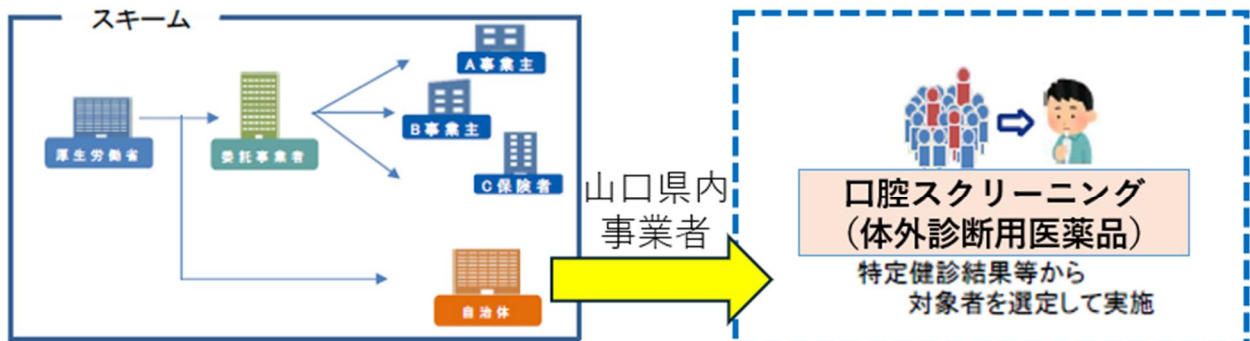 スキーム
A事業主
B事業主
厚生労働省
委託事業者
C保険者
自治体
山口県内
事業者
口腔スクリーニング
（体外診断用医薬品）
特定健診結果等から
対象者を選定して実施